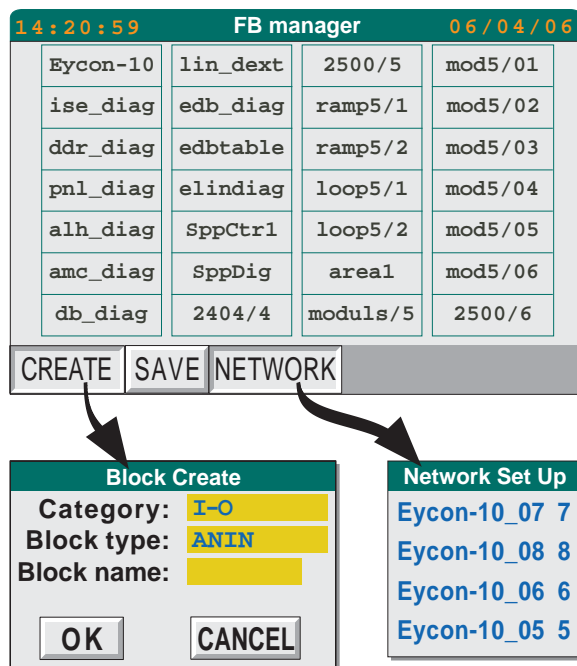 14:20:59 FB manager 06/04/06
Eycon-10 lin_dext 2500/5 mod5/01
ise_diag edb_diag ramp5/1 mod5/02
ddr_diag edbtable ramp5/2 mod5/03
pnl_diag elindiag loop5/1 mod5/04
alh_diag SppCtr1 loop5/2 mod5/05
amc_diag SppDig area1 mod5/06
db_diag 2404/4 moduls/5 2500/6
CREATE SAVE NETWORK
Block Create
Category: I-O
Block type: ANIN
Block name:
OK CANCEL
Network Set Up
Eycon-10_07 7
Eycon-10_08 8
Eycon-10_06 6
Eycon-10_05 5